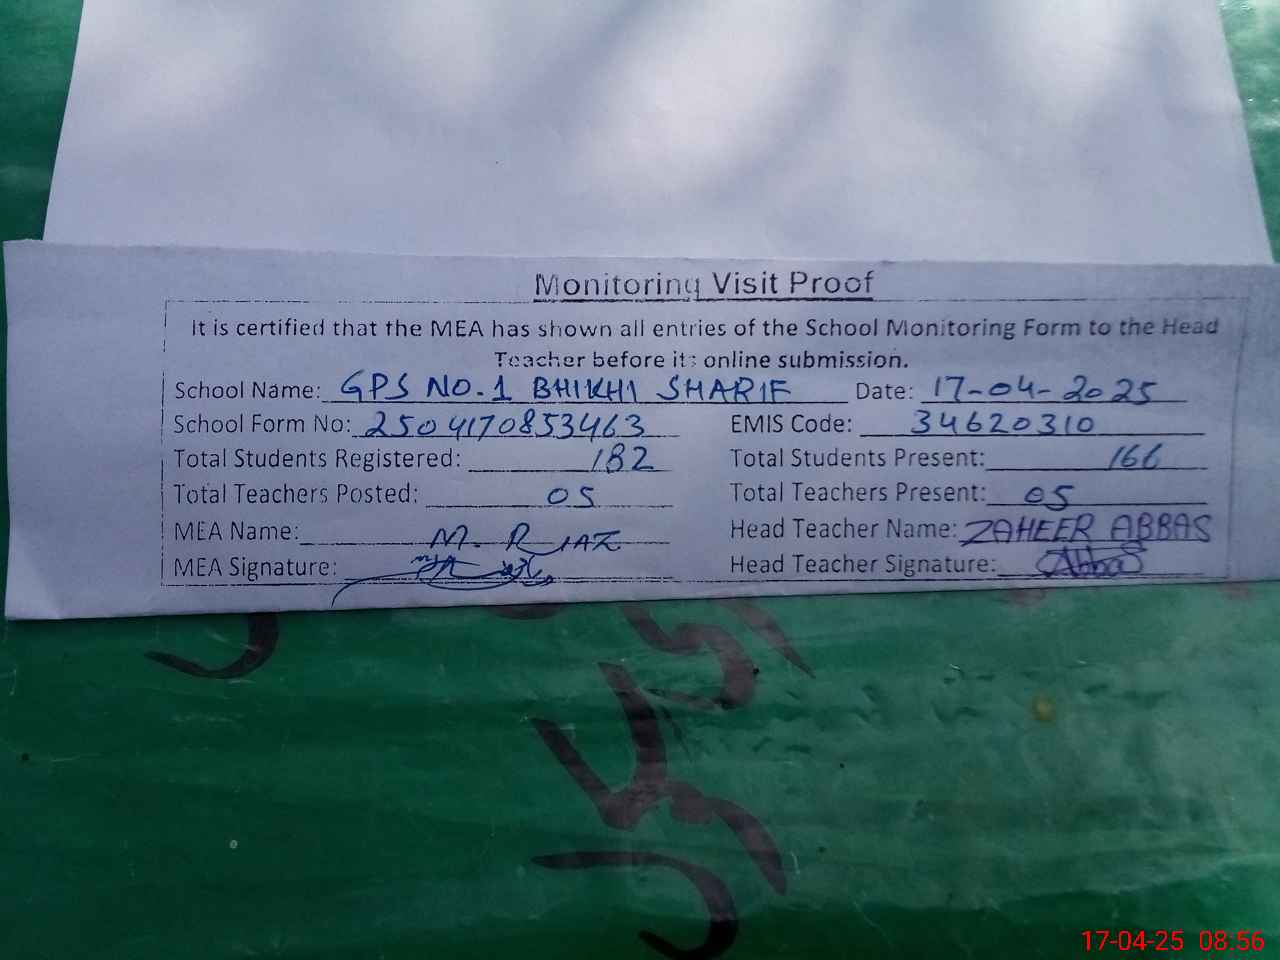 Monitoring Visit Proof
It is certified that the MEA has shown all entries of the School Monitoring Form to the Head
Teacher before its online submission.
School Name: GPS NO.1 BHIKHI SHARIF Date: 17-04-2025
School Form No: 2504170853463 EMIS Code: 34620310
Total Students Registered: 182 Total Students Present: 166
Total Teachers Posted: 05 Total Teachers Present: 05
MEA Name: M. RIAZ Head Teacher Name: ZAHEER ABBAS
MEA Signature: Head Teacher Signature: Abbas
17-04-25 08:56